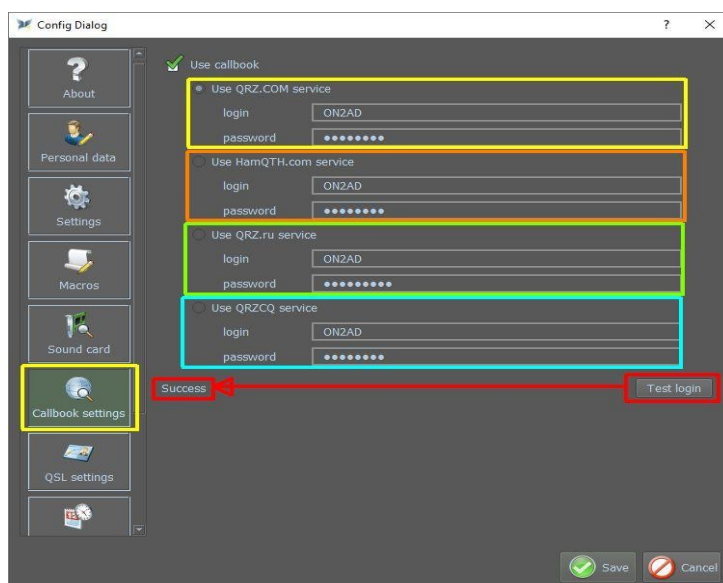 Config Dialog
?
About
Personal data
Settings
Macros
Sound card
Callbook settings
QSL settings
Use callbook
Use QRZ.COM service
login ON2AD
password ●●●●●●●●
Use HamQTH.com service
login ON2AD
password ●●●●●●●●
Use QRZ.ru service
login ON2AD
password ●●●●●●●●●
Use QRZCQ service
login ON2AD
password ●●●●●●●●
Success Test login
Save Cancel